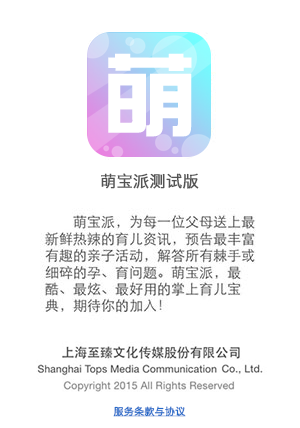 萌
萌宝派测试版
萌宝派，为每一位父母送上最
新鲜热辣的育儿资讯，预告最丰富
有趣的亲子活动，解答所有棘手或
细碎的孕、育问题。萌宝派，最
酷、最炫、最好用的掌上育儿宝
典，期待你的加入！
上海至臻文化传媒股份有限公司
Shanghai Tops Media Communication Co., Ltd.
Copyright 2015 All Rights Reserved
服务条款与协议